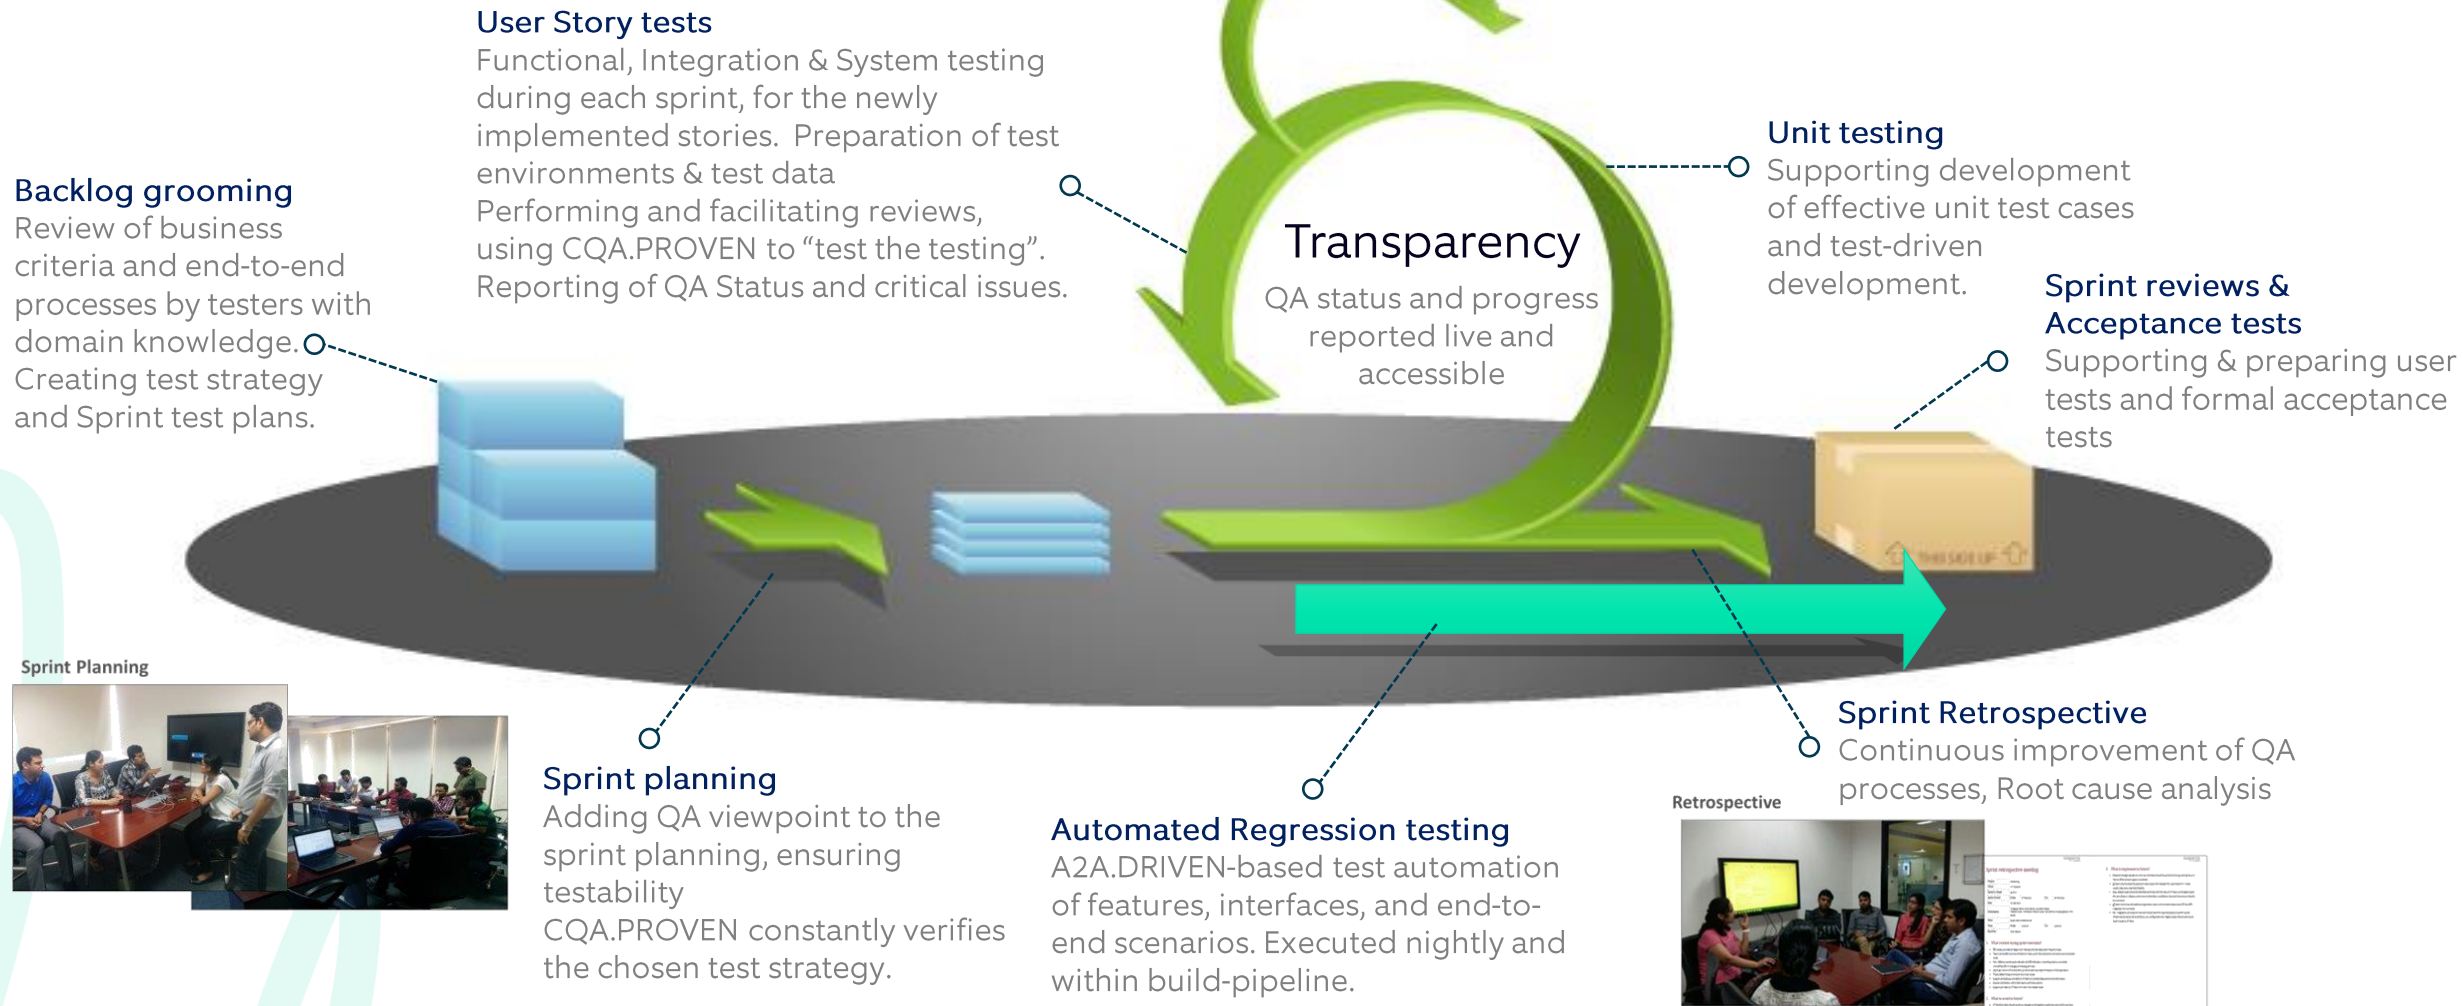 User Story tests
Functional, Integration & System testing
during each sprint, for the newly
implemented stories. Preparation of test
environments & test data
Performing and facilitating reviews,
using CQA.PROVEN to “test the testing”.
Reporting of QA Status and critical issues.
Unit testing
Supporting development
of effective unit test cases
and test-driven
development.
Backlog grooming
Review of business
criteria and end-to-end
processes by testers with
domain knowledge.
Creating test strategy
and Sprint test plans.
Transparency
QA status and progress
reported live and
accessible
Sprint reviews &
Acceptance tests
Supporting & preparing user
tests and formal acceptance
tests
THIS SIDE UP
Sprint Planning
Sprint planning
Adding QA viewpoint to the
sprint planning, ensuring
testability
CQA.PROVEN constantly verifies
the chosen test strategy.
Automated Regression testing
A2A.DRIVEN-based test automation
of features, interfaces, and end-to-
end scenarios. Executed nightly and
within build-pipeline.
Sprint Retrospective
Continuous improvement of QA
processes, Root cause analysis
Retrospective
Sprint retrospective meeting